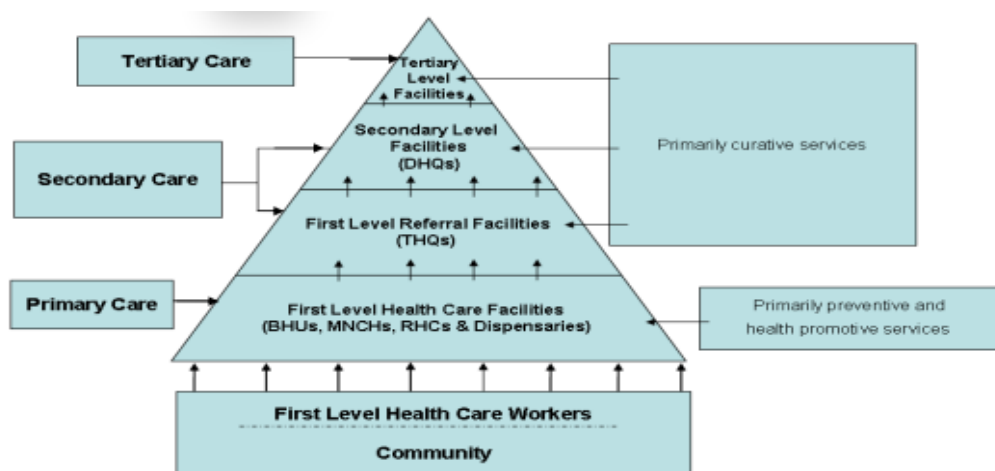 Tertiary Care
Tertiary
Level
Facilities
Secondary Level
Facilities
(DHQs)
Primarily curative services
Secondary Care
First Level Referral Facilities
(THQs)
Primary Care
First Level Health Care Facilities
(BHUs, MNCHs, RHCs & Dispensaries)
Primarily preventive and
health promotive services
First Level Health Care Workers
Community